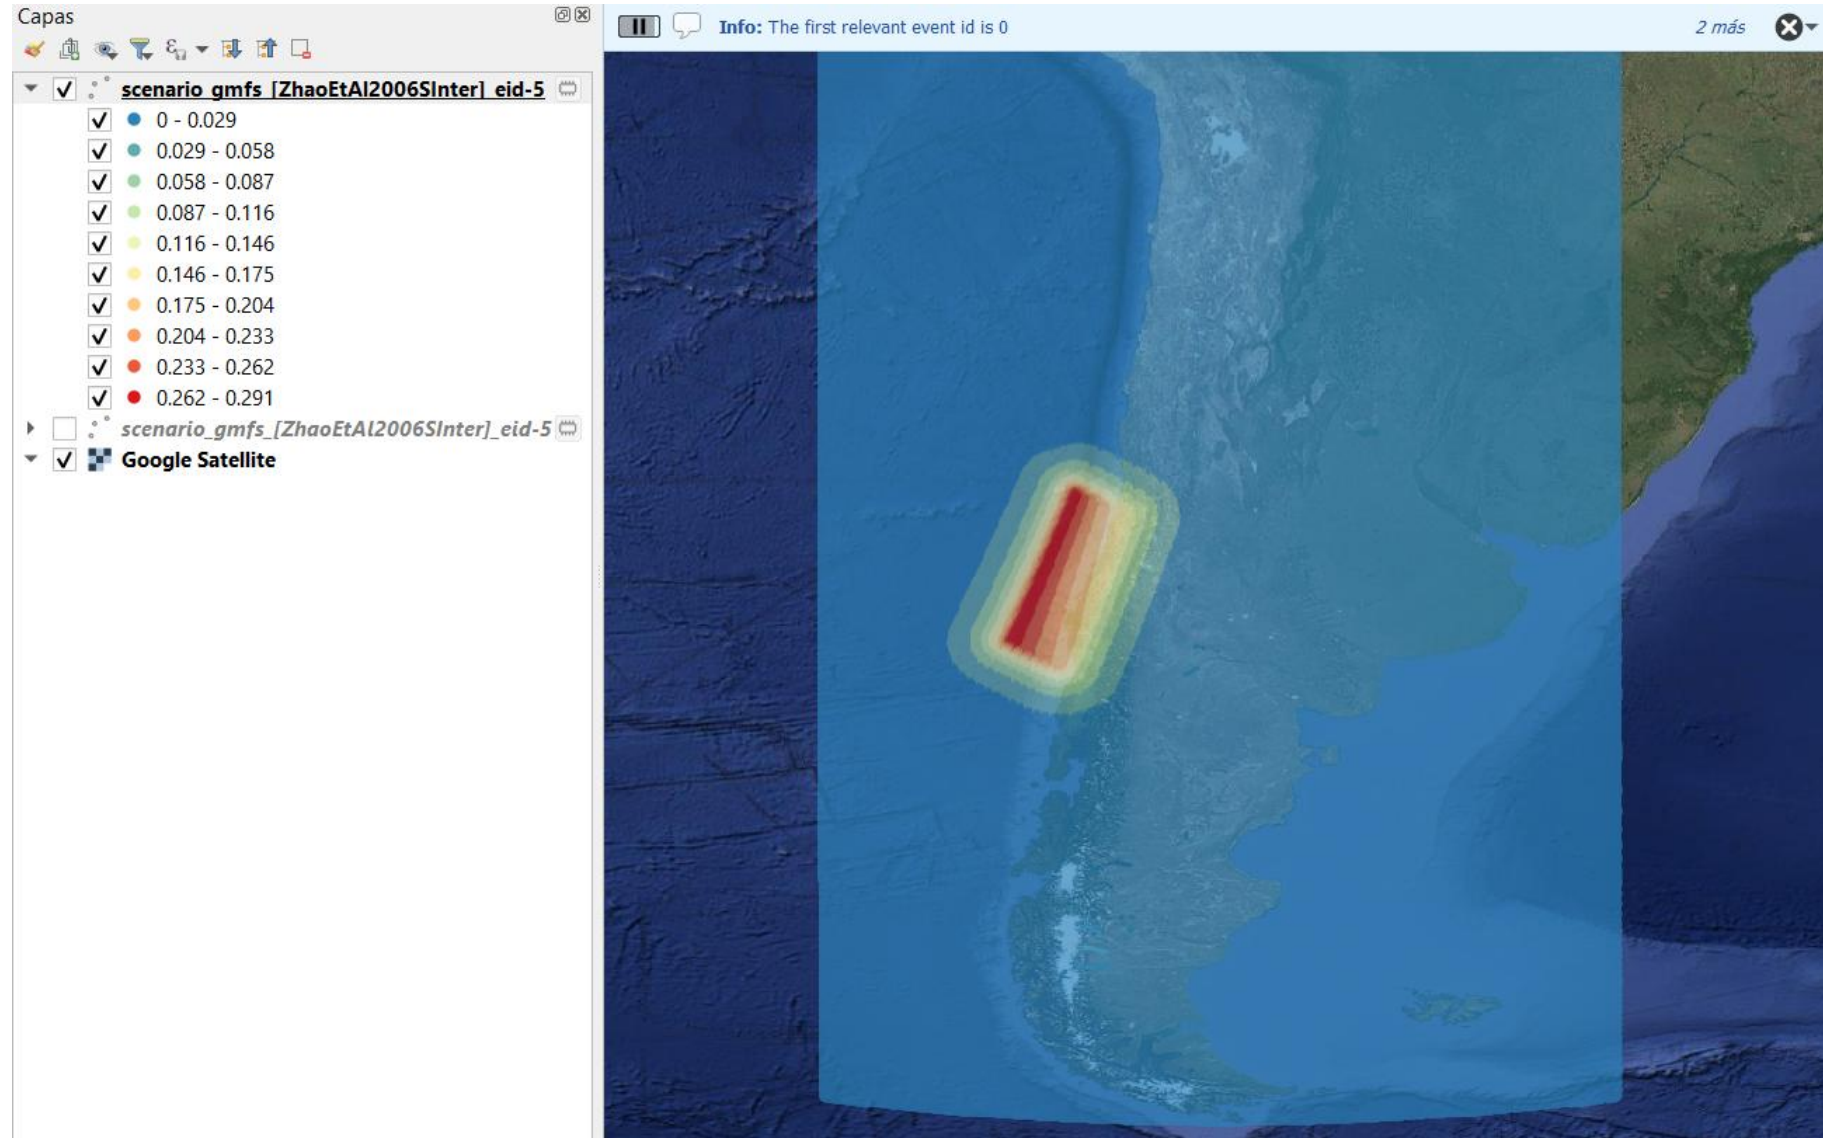 Capas
Info: The first relevant event id is 0
2 más
scenario_gmfs_[ZhaoEtAl2006SInter]_eid-5
0 - 0.029
0.029 - 0.058
0.058 - 0.087
0.087 - 0.116
0.116 - 0.146
0.146 - 0.175
0.175 - 0.204
0.204 - 0.233
0.233 - 0.262
0.262 - 0.291
scenario_gmfs_[ZhaoEtAl2006SInter]_eid-5
Google Satellite